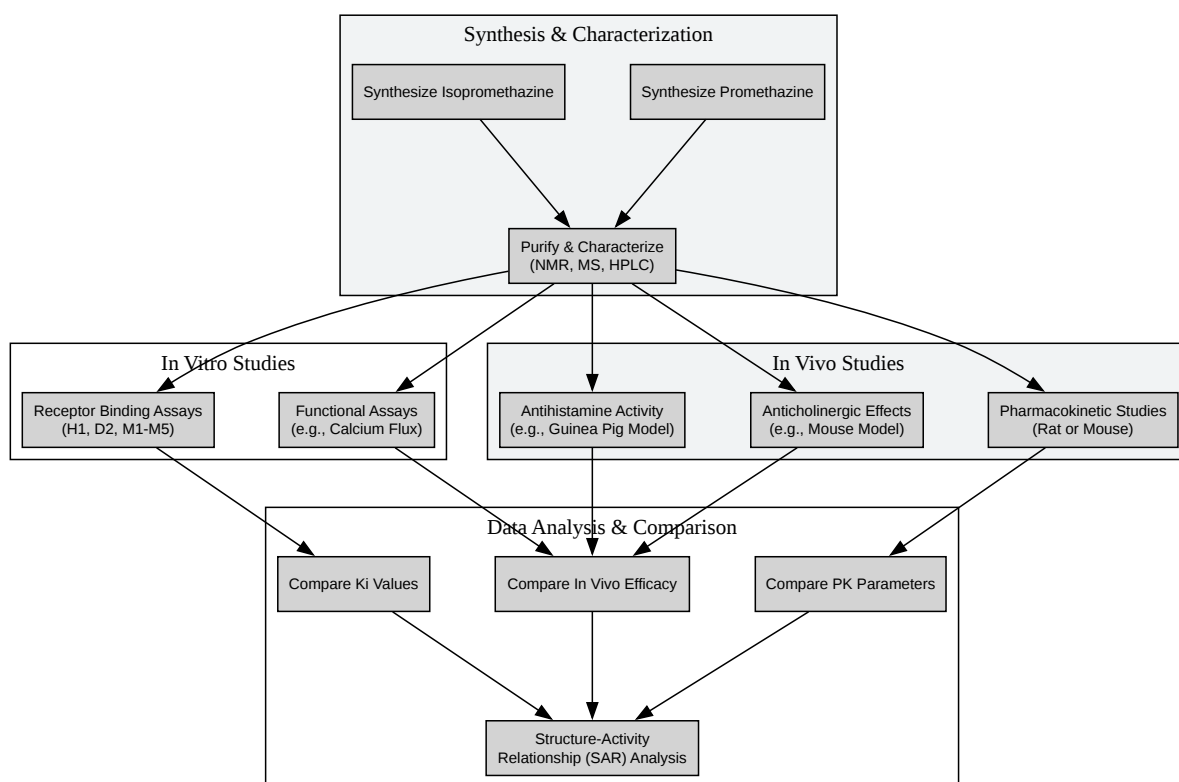 Synthesis & Characterization
Synthesize Isopromethazine
Synthesize Promethazine
Purify & Characterize
(NMR, MS, HPLC)
In Vitro Studies
In Vivo Studies
Receptor Binding Assays
(H1, D2, M1-M5)
Functional Assays
(e.g., Calcium Flux)
Antihistamine Activity
(e.g., Guinea Pig Model)
Anticholinergic Effects
(e.g., Mouse Model)
Pharmacokinetic Studies
(Rat or Mouse)
Data Analysis & Comparison
Compare Ki Values
Compare In Vivo Efficacy
Compare PK Parameters
Structure-Activity
Relationship (SAR) Analysis